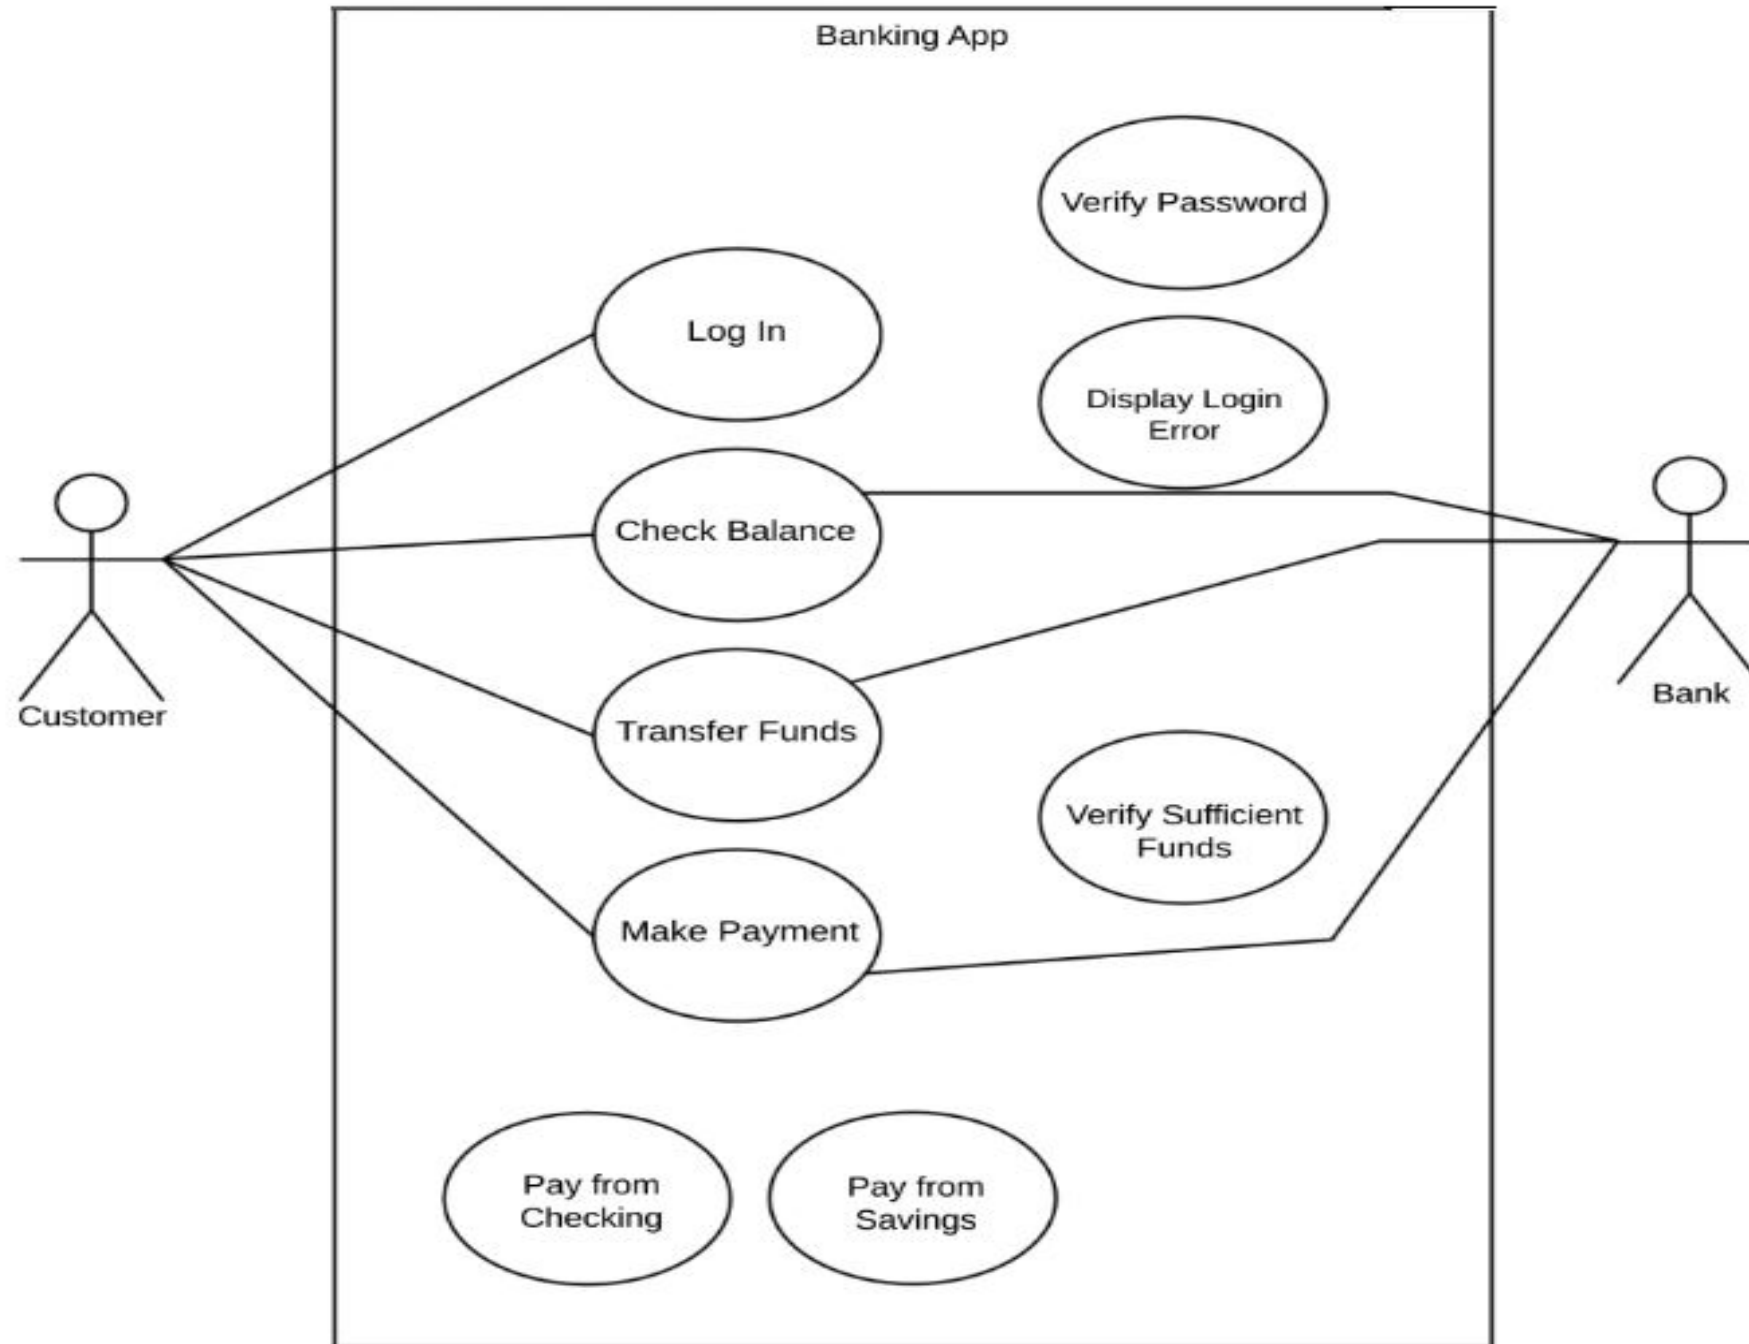 Banking App
Verify Password
Log In
Display Login
Error
Check Balance
Customer
Bank
Transfer Funds
Verify Sufficient
Funds
Make Payment
Pay from
Checking
Pay from
Savings